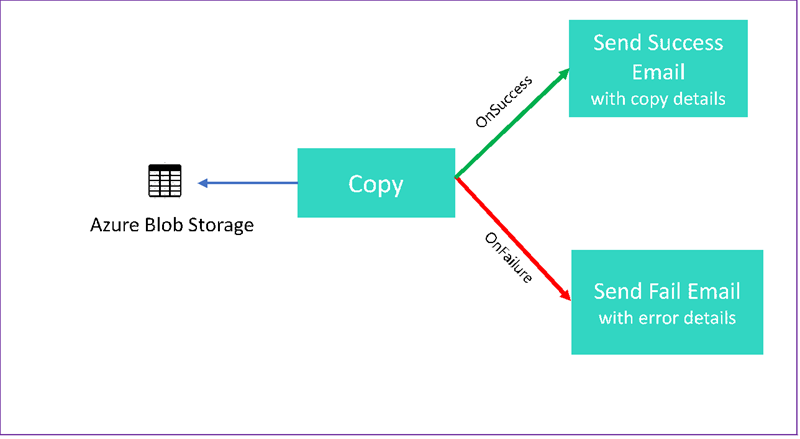 Send Success
Email
with copy details
OnSuccess
Copy
Azure Blob Storage
OnFailure
Send Fail Email
with error details